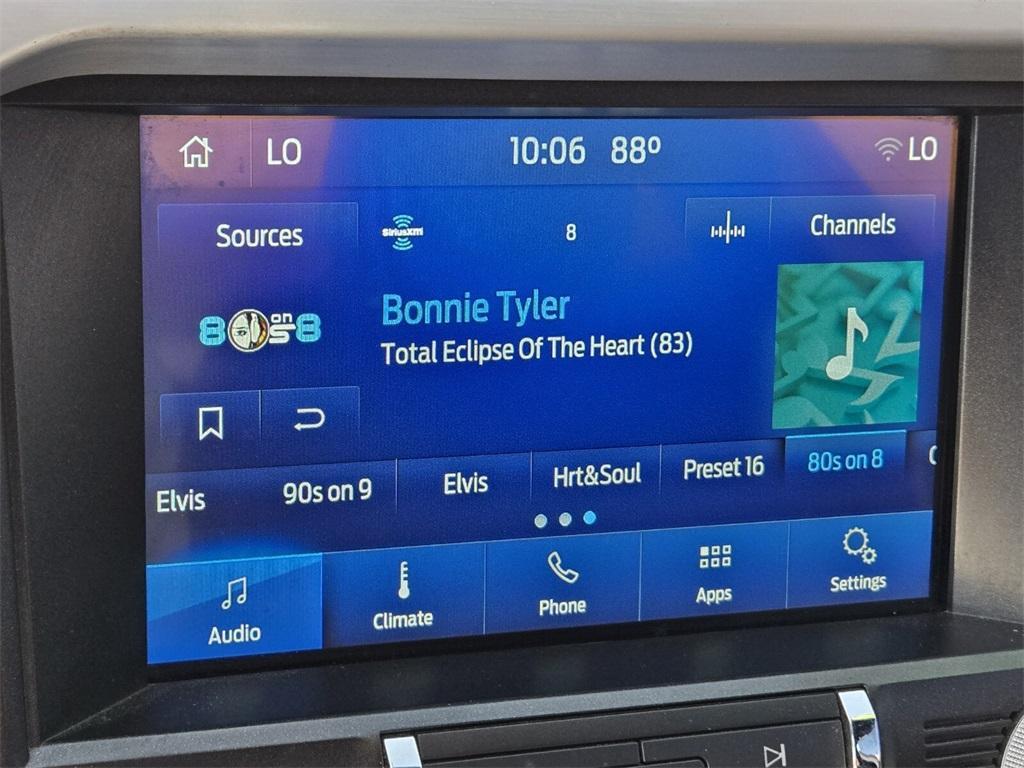 LO 10:06 88° LO
Sources SiriusXM 8 Channels
80s on 8
Bonnie Tyler
Total Eclipse Of The Heart (83)
Elvis 90s on 9 Elvis Hrt&Soul Preset 16 80s on 8
Audio Climate Phone Apps Settings